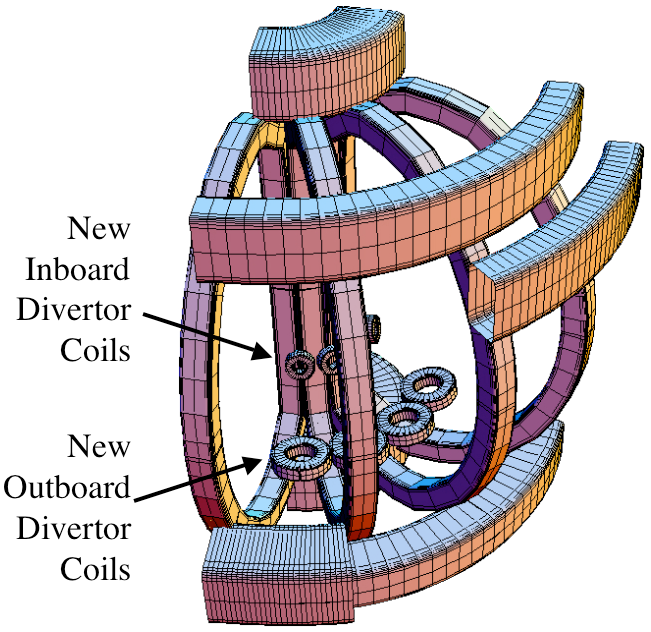 New
Inboard
Divertor
Coils
New
Outboard
Divertor
Coils